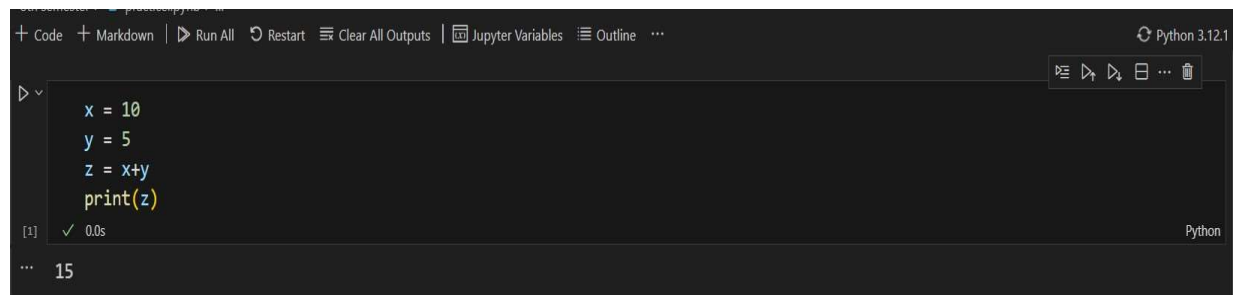 + Code + Markdown | Run All Restart Clear All Outputs | Jupyter Variables Outline ... Python 3.12.1
x = 10
y = 5
z = x+y
print(z)
[1] ✓ 0.0s Python
... 15